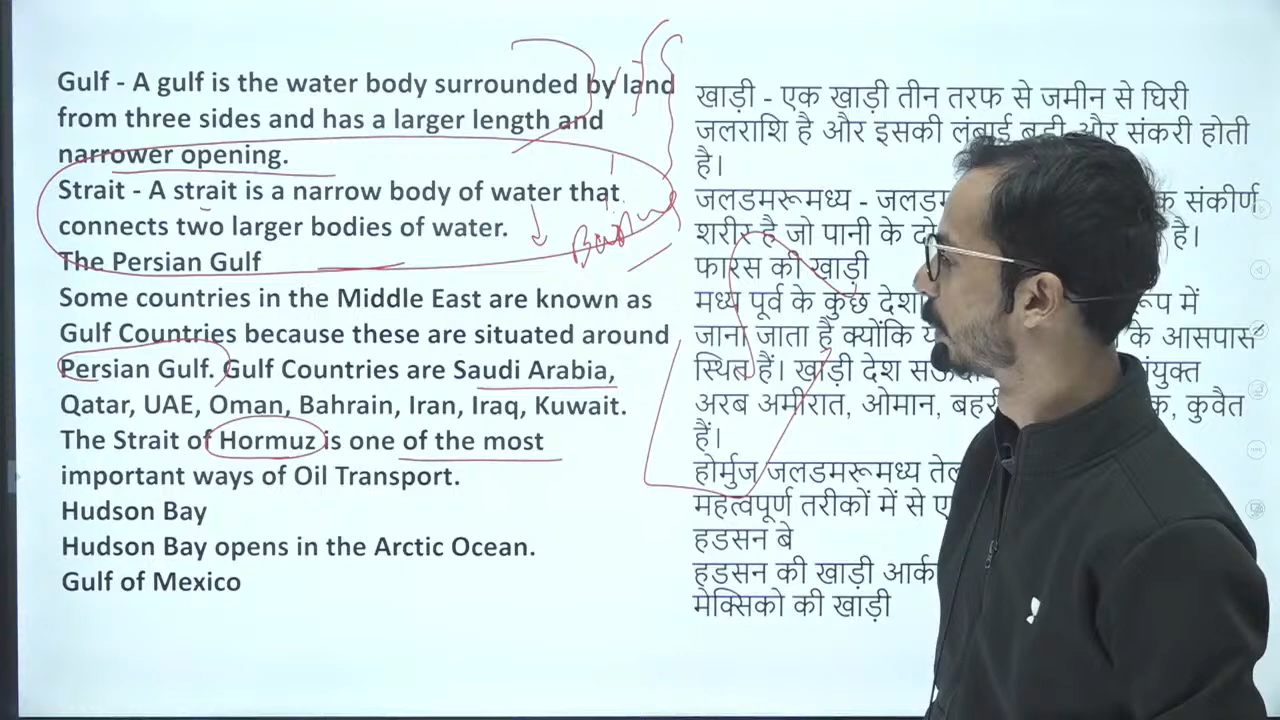 Gulf - A gulf is the water body surrounded by land
from three sides and has a larger length and
narrower opening.
Strait - A strait is a narrow body of water that
connects two larger bodies of water.
The Persian Gulf
Some countries in the Middle East are known as
Gulf Countries because these are situated around
Persian Gulf. Gulf Countries are Saudi Arabia,
Qatar, UAE, Oman, Bahrain, Iran, Iraq, Kuwait.
The Strait of Hormuz is one of the most
important ways of Oil Transport.
Hudson Bay
Hudson Bay opens in the Arctic Ocean.
Gulf of Mexico
खाड़ी - एक खाड़ी तीन तरफ से जमीन से घिरी
जलराशि है और इसकी लंबाई बड़ी और संकरी होती
है।
जलडमरूमध्य - संकीर्ण
शरीर है जो पानी के है।
फारस की खाड़ी
मध्य पूर्व के कुछ में
जाना जाता है क्योंकि के आसपास
स्थित हैं। खाड़ी देश
अरब अमीरात, ओमान, कुवैत
हैं।
होर्मुज जलडमरूमध्य
महत्वपूर्ण तरीकों में से
हडसन बे
हडसन की खाड़ी
मेक्सिको की खाड़ी